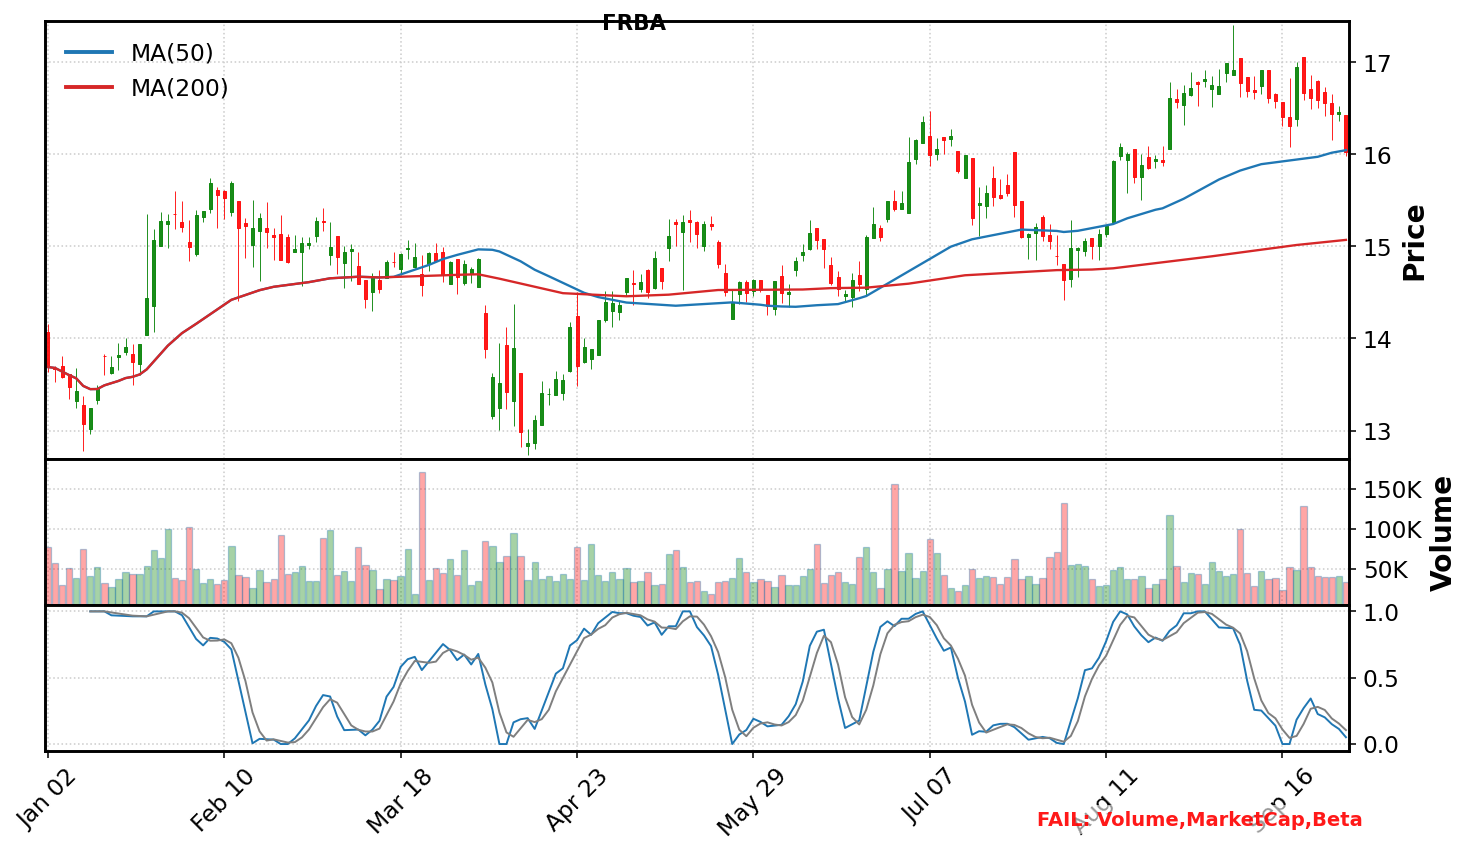 FRBA
MA(50)
MA(200)
17
16
15
14
13
Price
150K
100K
50K
Volume
1.0
0.5
0.0
Jan 02
Feb 10
Mar 18
Apr 23
May 29
Jul 07
Aug 11
Sep 16
FAIL: Volume,MarketCap,Beta